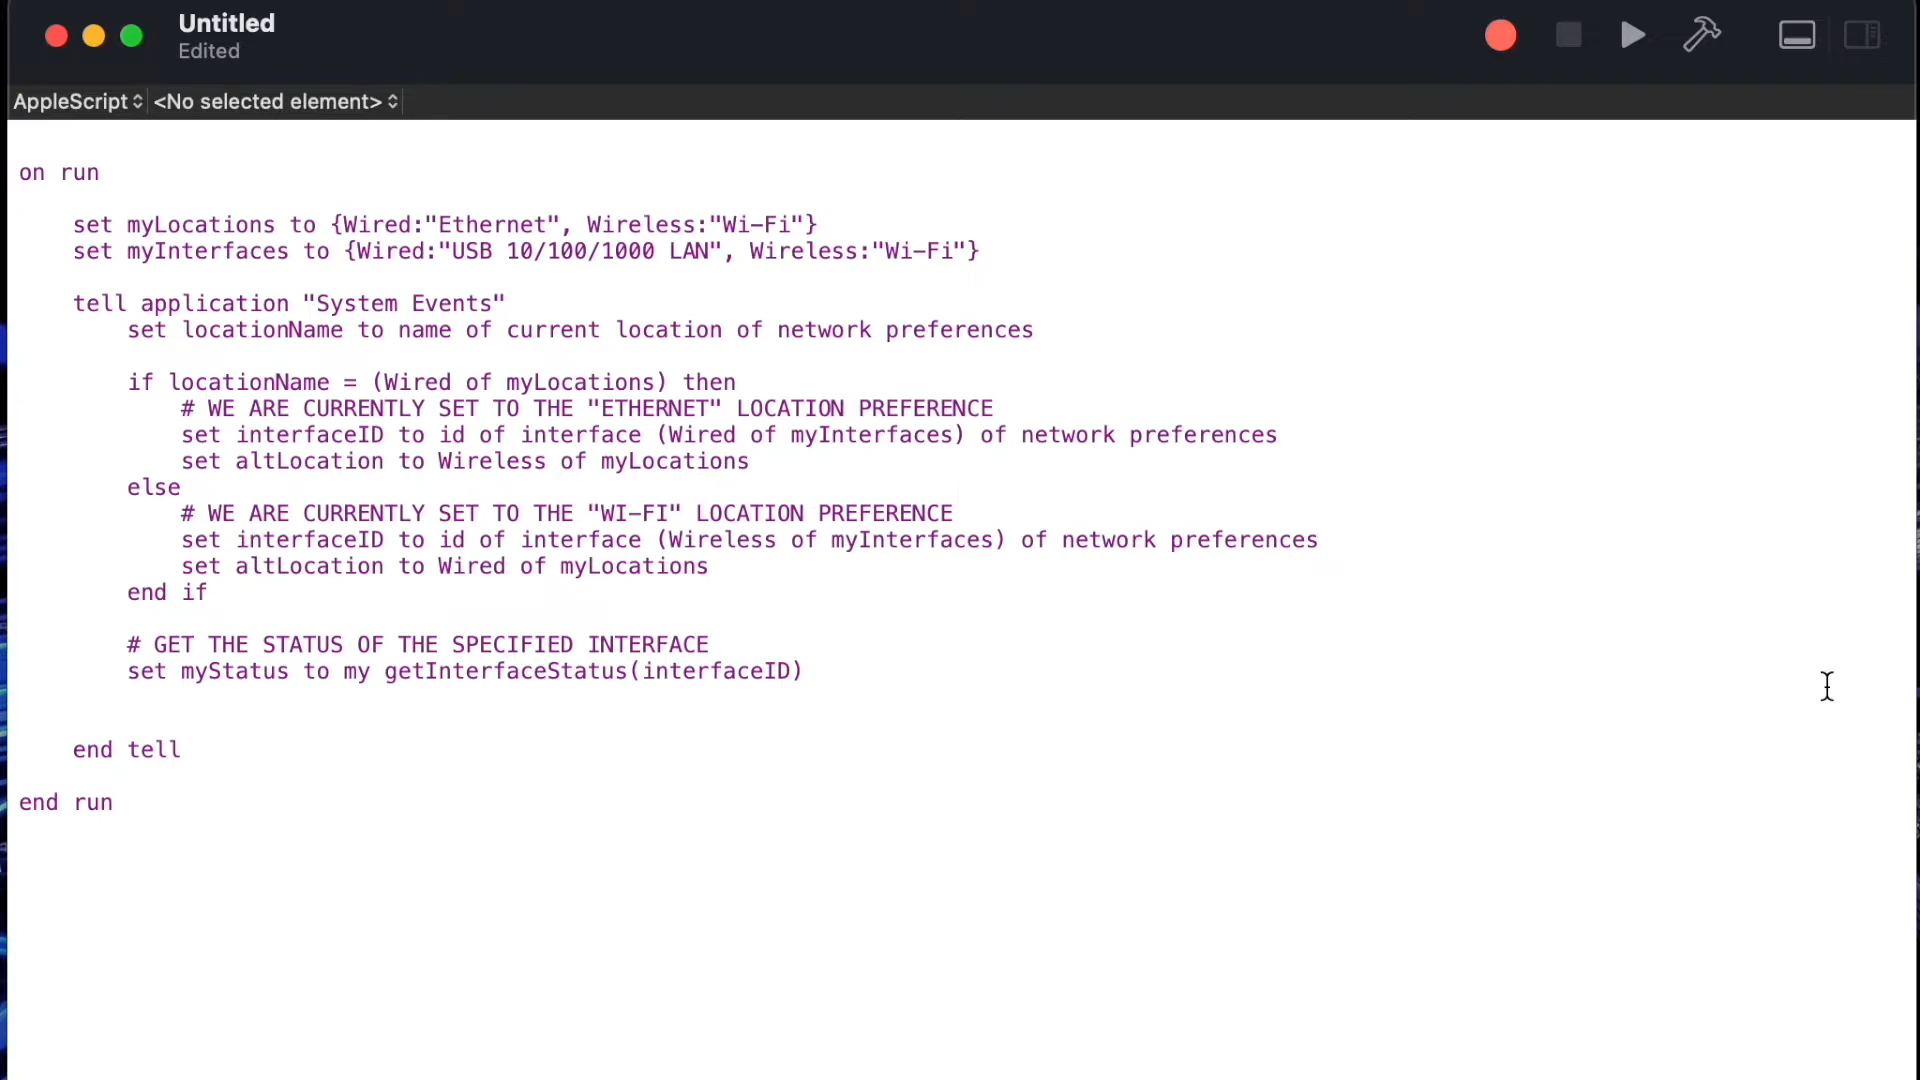 Untitled
Edited
AppleScript <No selected element>
on run
set myLocations to {Wired:"Ethernet", Wireless:"Wi-Fi"}
set myInterfaces to {Wired:"USB 10/100/1000 LAN", Wireless:"Wi-Fi"}
tell application "System Events"
set locationName to name of current location of network preferences
if locationName = (Wired of myLocations) then
# WE ARE CURRENTLY SET TO THE "ETHERNET" LOCATION PREFERENCE
set interfaceID to id of interface (Wired of myInterfaces) of network preferences
set altLocation to Wireless of myLocations
else
# WE ARE CURRENTLY SET TO THE "WI-FI" LOCATION PREFERENCE
set interfaceID to id of interface (Wireless of myInterfaces) of network preferences
set altLocation to Wired of myLocations
end if
# GET THE STATUS OF THE SPECIFIED INTERFACE
set myStatus to my getInterfaceStatus(interfaceID)
end tell
end run